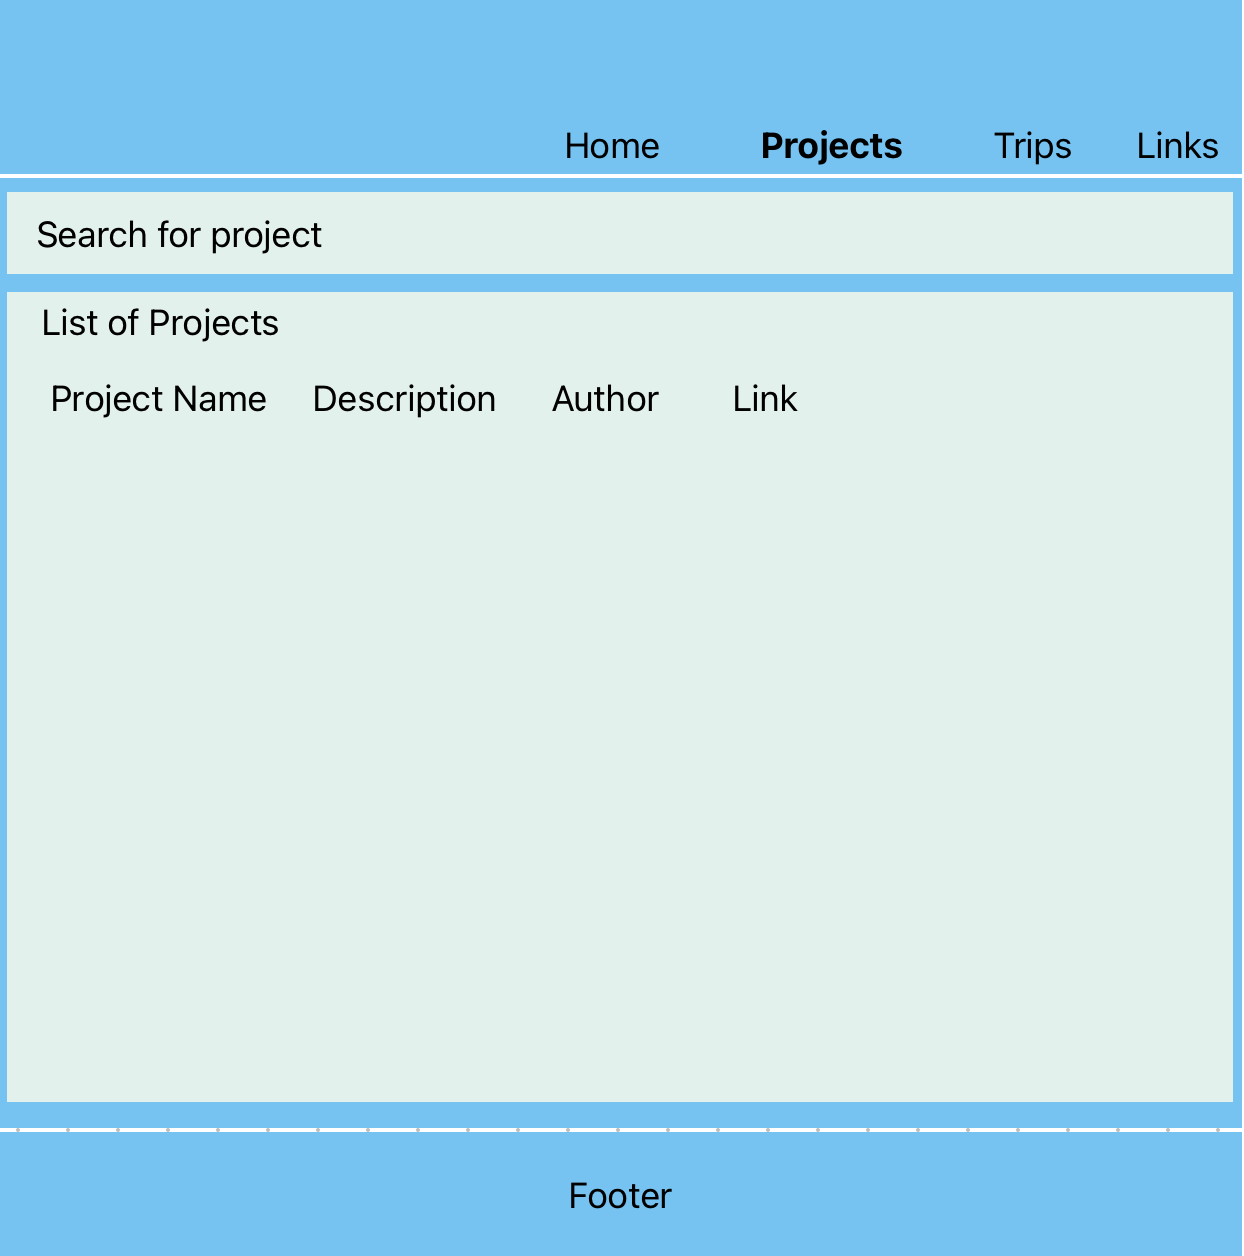 Home Projects Trips Links
Search for project
List of Projects
Project Name Description Author Link
Footer